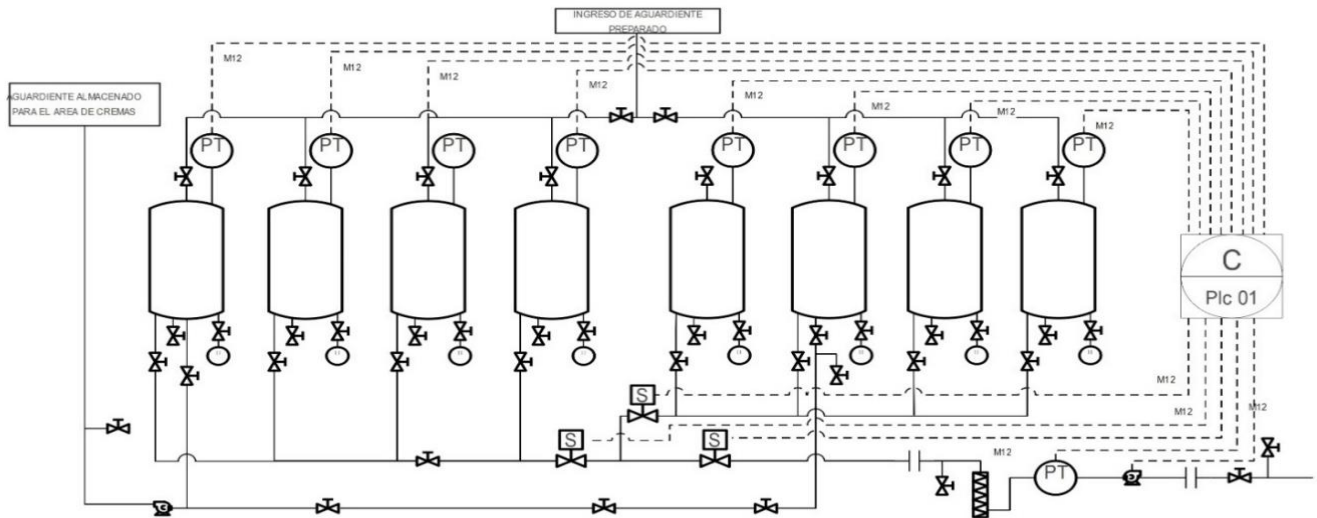 INGRESO DE AGUARDIENTE
PREPARADO
AGUARDIENTE ALMACENADO
PARA EL AREA DE CREMAS
M12
M12
M12
M12
M12
M12
M12
M12
PT
PT
PT
PT
PT
PT
PT
PT
C
Plc 01
S
M12
S
S
M12
M12
M12
PT